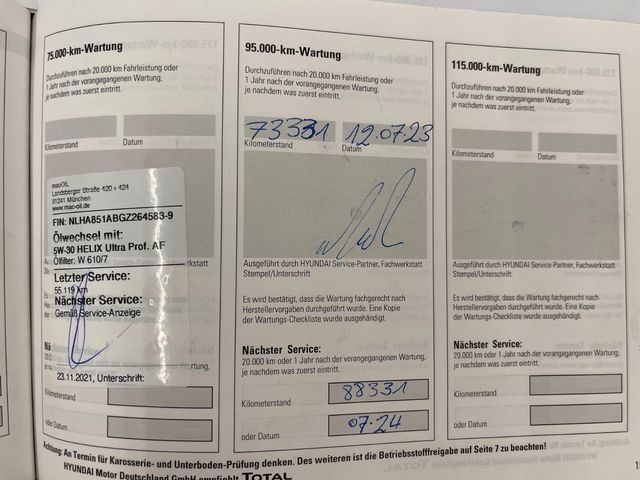 75.000-km-Wartung
Durchzuführen nach 20.000 km Fahrleistung oder
1 Jahr nach der vorangegangenen Wartung,
je nachdem was zuerst eintritt.
Kilometerstand
Datum
macOIL
Landsberger Straße 420 + 424
81241 München
www.mac-oil.de
FIN: NLHA851ABGZ264583-9
Ölwechsel mit:
5W-30 HELIX Ultra Prof. AF
Ölfilter: W 610/7
Letzter Service:
55.119 km
Nächster Service:
Gemäß Service-Anzeige
23.11.2021, Unterschrift:
Kilometerstand
oder Datum
95.000-km-Wartung
Durchzuführen nach 20.000 km Fahrleistung oder
1 Jahr nach der vorangegangenen Wartung,
je nachdem was zuerst eintritt.
73331 12.07.23
Kilometerstand
Datum
Ausgeführt durch HYUNDAI Service-Partner, Fachwerkstatt
Stempel/Unterschrift
Es wird bestätigt, dass die Wartung fachgerecht nach
Herstellervorgaben durchgeführt wurde. Eine Kopie
der Wartungs-Checkliste wurde ausgehändigt.
Nächster Service:
20.000 km oder 1 Jahr nach der vorangegangenen Wartung,
je nachdem was zuerst eintritt.
Kilometerstand 88331
oder Datum 07.24
115.000-km-Wartung
Durchzuführen nach 20.000 km Fahrleistung oder
1 Jahr nach der vorangegangenen Wartung,
je nachdem was zuerst eintritt.
Kilometerstand
Datum
Ausgeführt durch HYUNDAI Service-Partner, Fachwerkstatt
Stempel/Unterschrift
Es wird bestätigt, dass die Wartung fachgerecht nach
Herstellervorgaben durchgeführt wurde. Eine Kopie
der Wartungs-Checkliste wurde ausgehändigt.
Nächster Service:
20.000 km oder 1 Jahr nach der vorangegangenen Wartung,
je nachdem was zuerst eintritt.
Kilometerstand
oder Datum
Achtung: An Termin für Karosserie- und Unterboden-Prüfung denken. Des weiteren ist die Betriebsstofffreigabe auf Seite 7 zu beachten!
HYUNDAI Motor Deutschland GmbH empfiehlt TOTAL